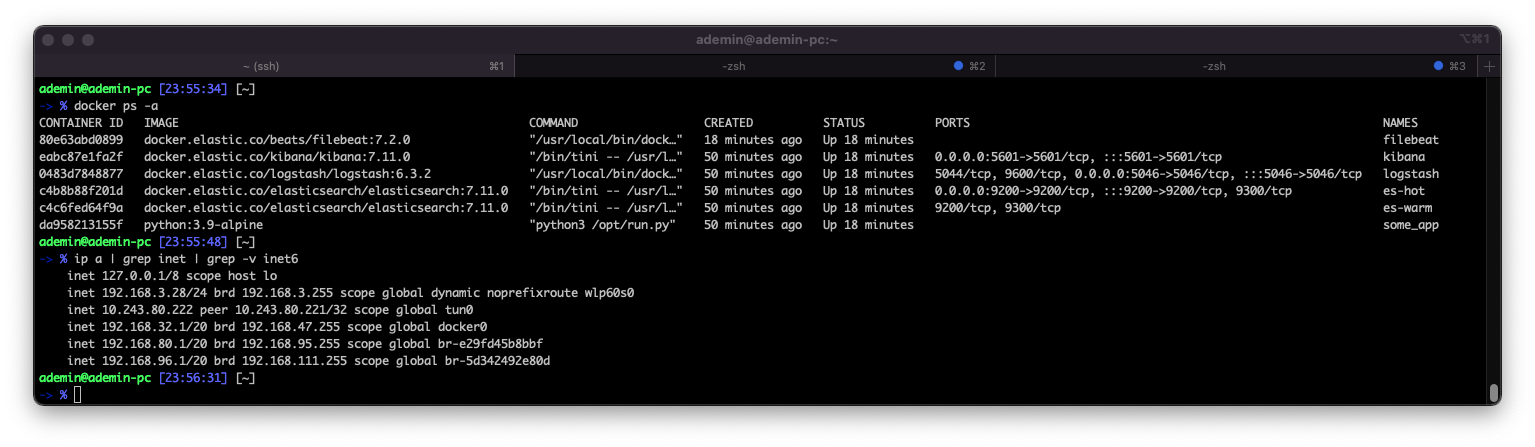 ademin@ademin-pc:~
⌥⌘1
~ (ssh) ⌘1 -zsh ⌘2 -zsh ⌘3
ademin@ademin-pc [23:55:34] [~]
-> % docker ps -a
CONTAINER ID IMAGE COMMAND CREATED STATUS PORTS NAMES
80e63abd0899 docker.elastic.co/beats/filebeat:7.2.0 "/usr/local/bin/dock…" 18 minutes ago Up 18 minutes filebeat
eabc87e1fa2f docker.elastic.co/kibana/kibana:7.11.0 "/bin/tini -- /usr/l…" 50 minutes ago Up 18 minutes 0.0.0.0:5601->5601/tcp, :::5601->5601/tcp kibana
0483d7848877 docker.elastic.co/logstash/logstash:6.3.2 "/usr/local/bin/dock…" 50 minutes ago Up 18 minutes 5044/tcp, 9600/tcp, 0.0.0.0:5046->5046/tcp, :::5046->5046/tcp logstash
c4b8b88f201d docker.elastic.co/elasticsearch/elasticsearch:7.11.0 "/bin/tini -- /usr/l…" 50 minutes ago Up 18 minutes 0.0.0.0:9200->9200/tcp, :::9200->9200/tcp, 9300/tcp es-hot
c4c6fed64f9a docker.elastic.co/elasticsearch/elasticsearch:7.11.0 "/bin/tini -- /usr/l…" 50 minutes ago Up 18 minutes 9200/tcp, 9300/tcp es-warm
da958213155f python:3.9-alpine "python3 /opt/run.py" 50 minutes ago Up 18 minutes some_app
ademin@ademin-pc [23:55:48] [~]
-> % ip a | grep inet | grep -v inet6
inet 127.0.0.1/8 scope host lo
inet 192.168.3.28/24 brd 192.168.3.255 scope global dynamic noprefixroute wlp60s0
inet 10.243.80.222 peer 10.243.80.221/32 scope global tun0
inet 192.168.32.1/20 brd 192.168.47.255 scope global docker0
inet 192.168.80.1/20 brd 192.168.95.255 scope global br-e29fd45b8bbf
inet 192.168.96.1/20 brd 192.168.111.255 scope global br-5d342492e80d
ademin@ademin-pc [23:56:31] [~]
-> %